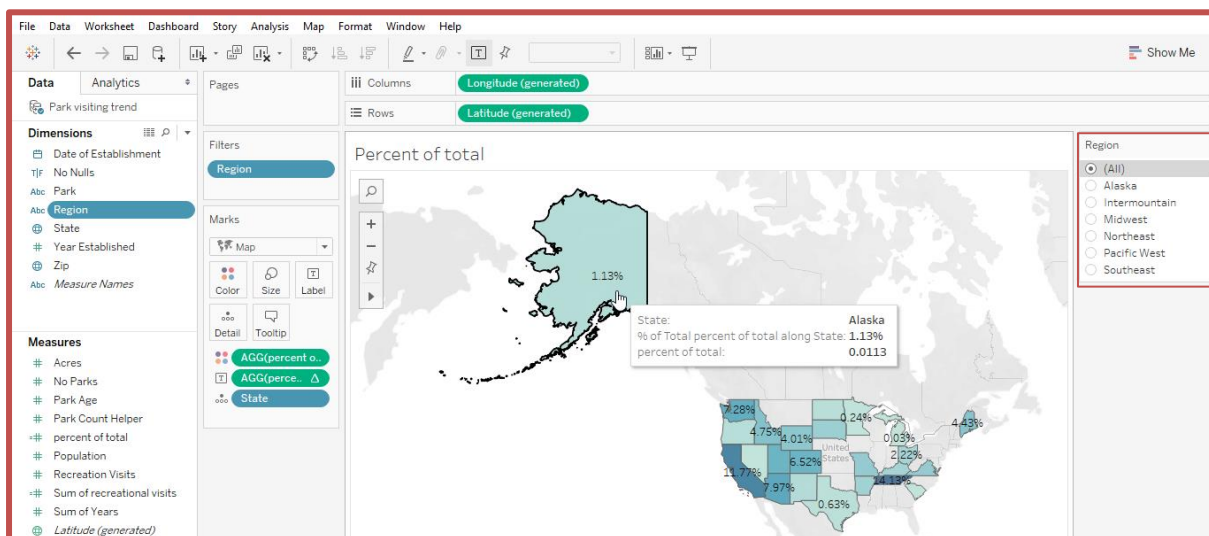 File Data Worksheet Dashboard Story Analysis Map Format Window Help
Show Me
Data Analytics
Park visiting trend
Dimensions
Date of Establishment
T|F No Nulls
Abc Park
Abc Region
State
# Year Established
Zip
Abc Measure Names
Measures
# Acres
# No Parks
# Park Age
# Park Count Helper
=# percent of total
# Population
# Recreation Visits
=# Sum of recreational visits
# Sum of Years
Latitude (generated)
Pages
Filters
Region
Marks
Map
Color Size Label
Detail Tooltip
AGG(percent o..
AGG(perce.. Δ
State
iii Columns Longitude (generated)
Rows Latitude (generated)
Percent of total
1.13%
State: Alaska
% of Total percent of total along State: 1.13%
percent of total: 0.0113
7.28%
0.24%
4.43%
4.75%
4.01%
0.03%
United
States
2.22%
6.52%
11.77%
14.13%
7.97%
0.63%
Region
(All)
Alaska
Intermountain
Midwest
Northeast
Pacific West
Southeast